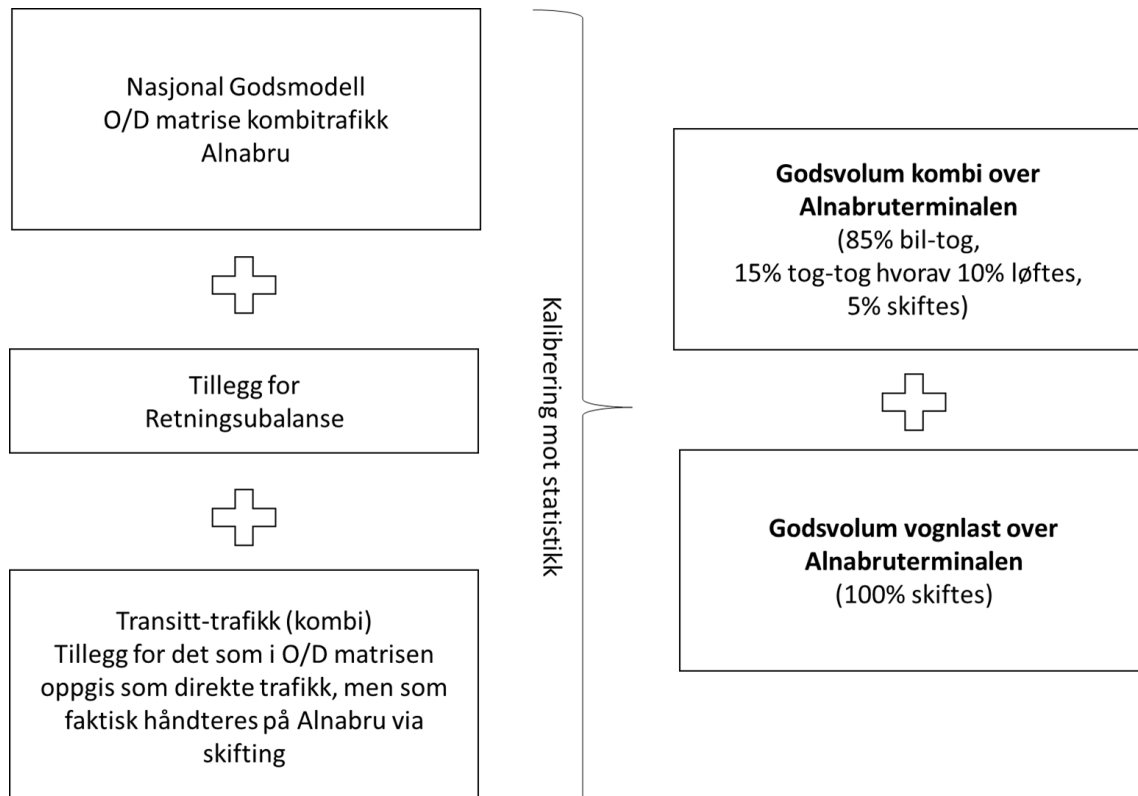 Nasjonal Godsmodell
O/D matrise kombitrafikk
Alnabru
Tillegg for
Retningsubalanse
Transitt-trafikk (kombi)
Tillegg for det som i O/D matrisen
oppgis som direkte trafikk, men som
faktisk håndteres på Alnabru via
skifting
Kalibrering mot statistikk
Godsvolum kombi over
Alnabruterminalen
(85% bil-tog,
15% tog-tog hvorav 10% løftes,
5% skiftes)
Godsvolum vognlast over
Alnabruterminalen
(100% skiftes)